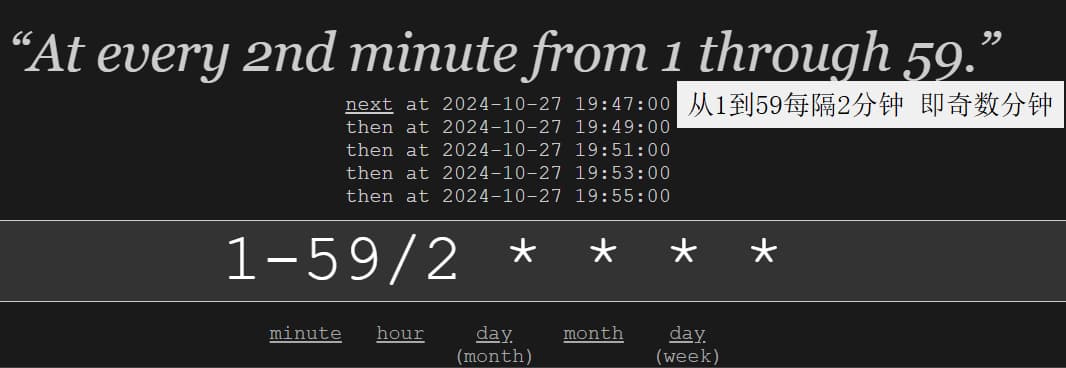 “At every 2nd minute from 1 through 59.”
next at 2024-10-27 19:47:00
从1到59每隔2分钟 即奇数分钟
then at 2024-10-27 19:49:00
then at 2024-10-27 19:51:00
then at 2024-10-27 19:53:00
then at 2024-10-27 19:55:00
1-59/2 * * * *
minute hour day month day
(month) (week)